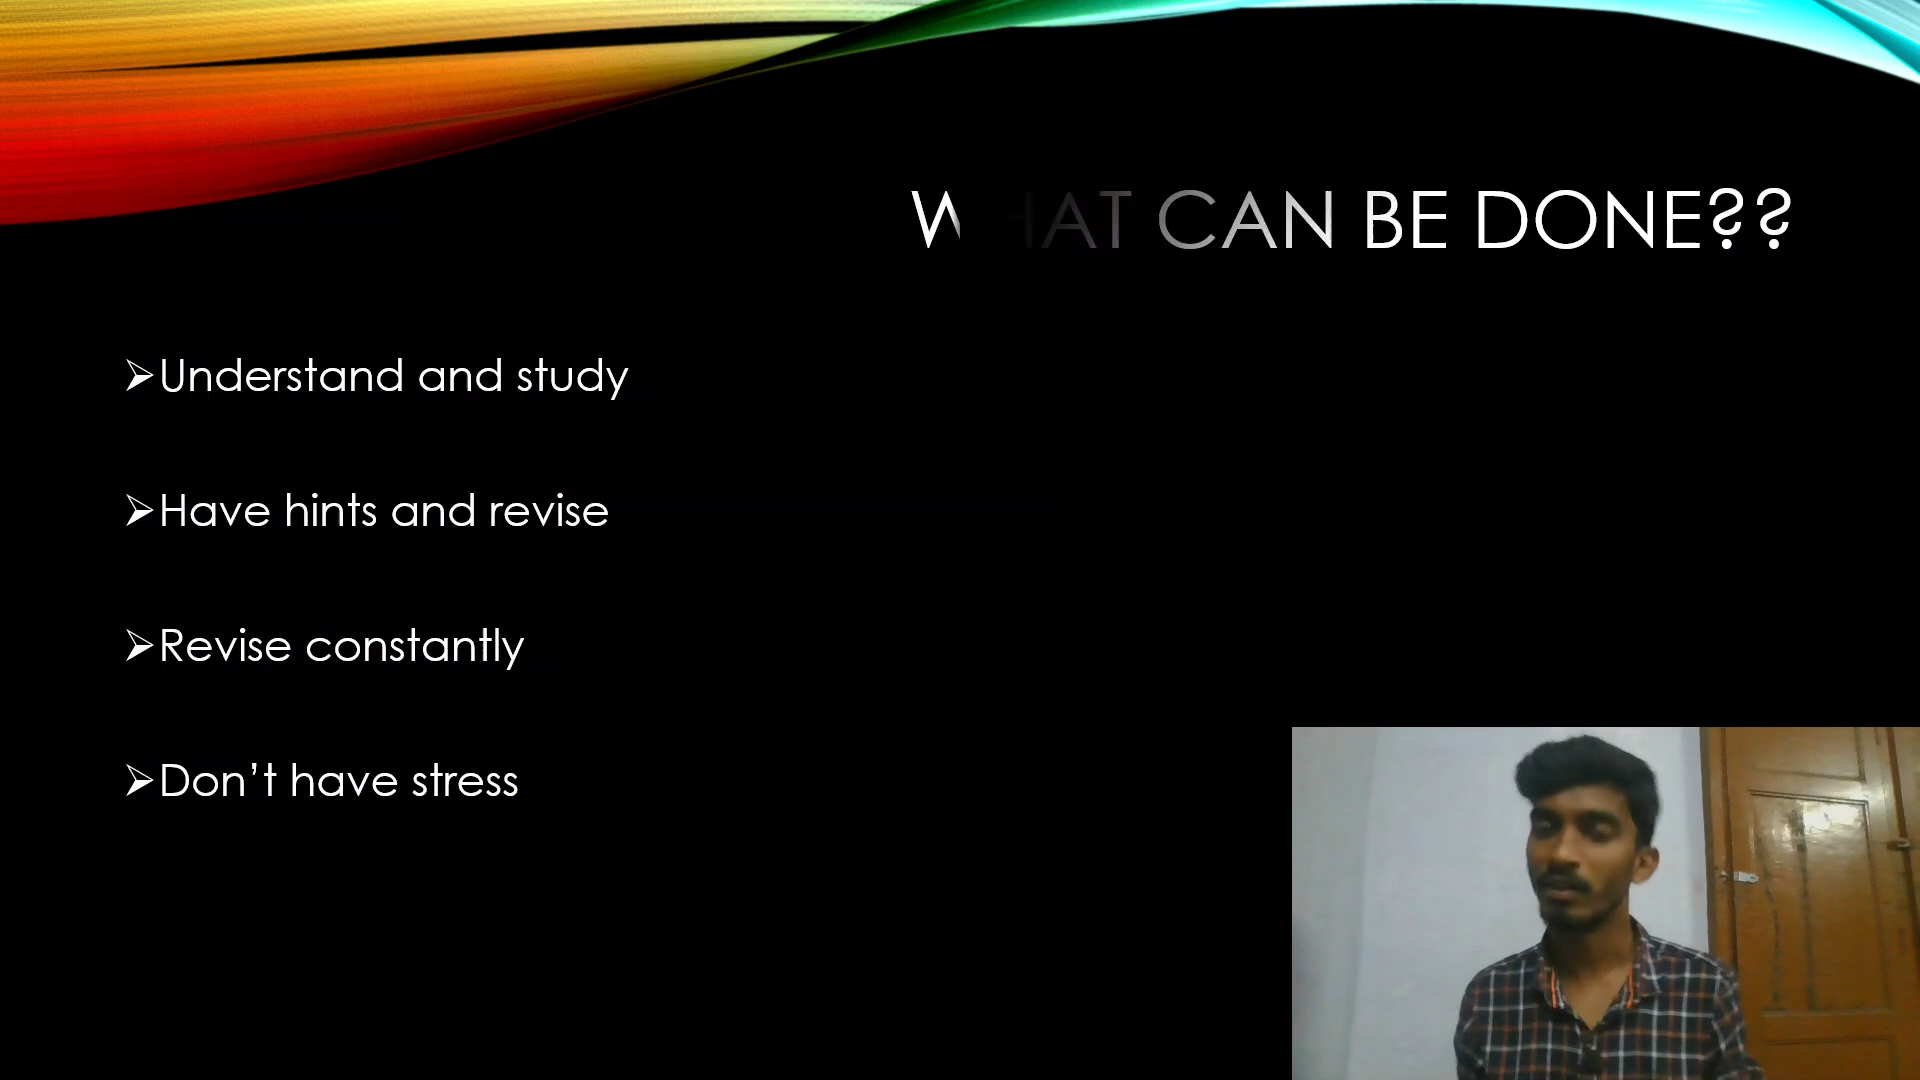 WHAT CAN BE DONE??
➢Understand and study
➢Have hints and revise
➢Revise constantly
➢Don’t have stress